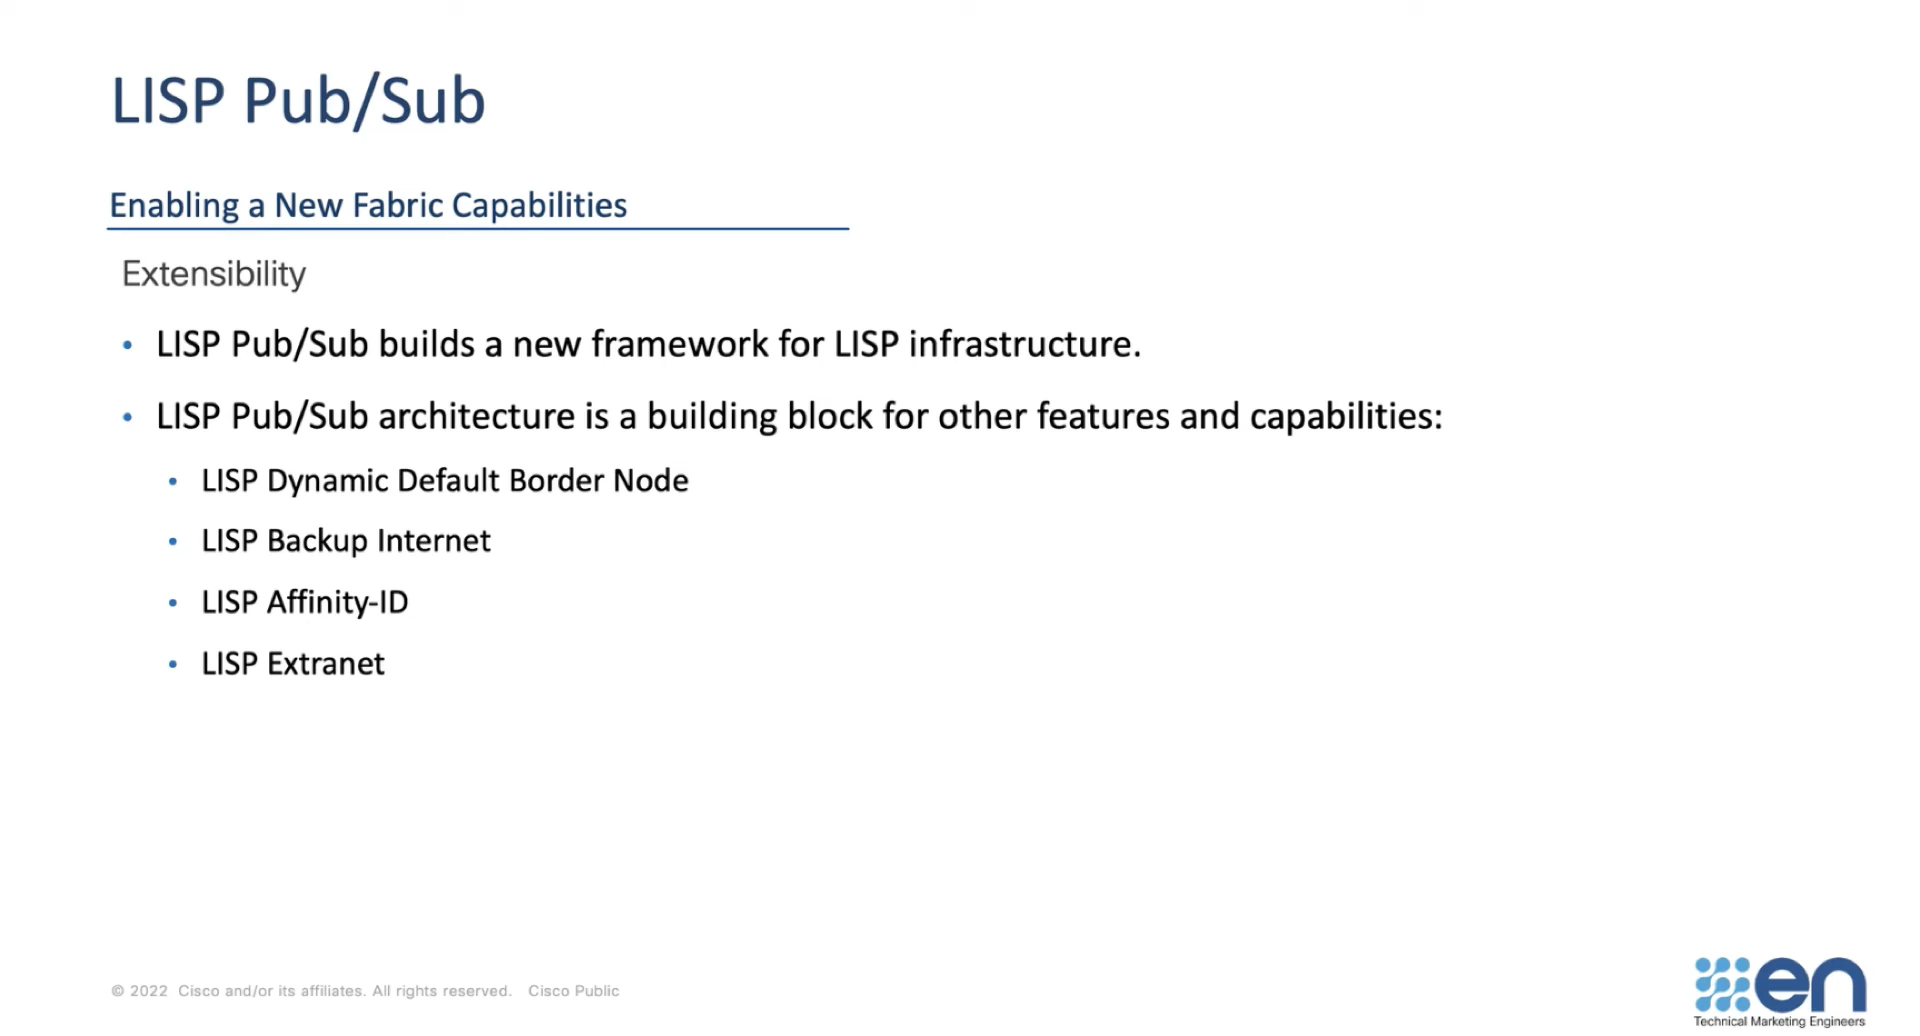 LISP Pub/Sub
Enabling a New Fabric Capabilities
Extensibility
• LISP Pub/Sub builds a new framework for LISP infrastructure.
• LISP Pub/Sub architecture is a building block for other features and capabilities:
• LISP Dynamic Default Border Node
• LISP Backup Internet
• LISP Affinity-ID
• LISP Extranet
© 2022 Cisco and/or its affiliates. All rights reserved. Cisco Public
en
Technical Marketing Engineers